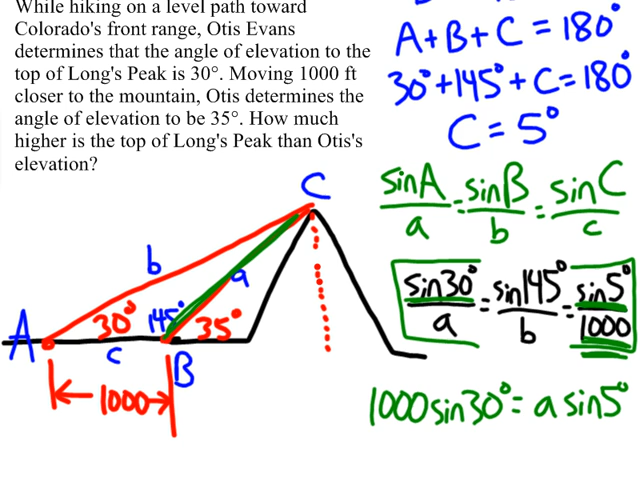 While hiking on a level path toward
Colorado's front range, Otis Evans
determines that the angle of elevation to the
top of Long's Peak is 30°. Moving 1000 ft
closer to the mountain, Otis determines the
angle of elevation to be 35°. How much
higher is the top of Long's Peak than Otis's
elevation?
A+B+C=180°
30°+145°+C=180°
C=5°
sinA/a=sinB/b=sinC/c
sin30°/a=sin145°/b=sin5°/1000
1000sin30°=asin5°
C
b
a
30°
145°
35°
A
c
B
1000